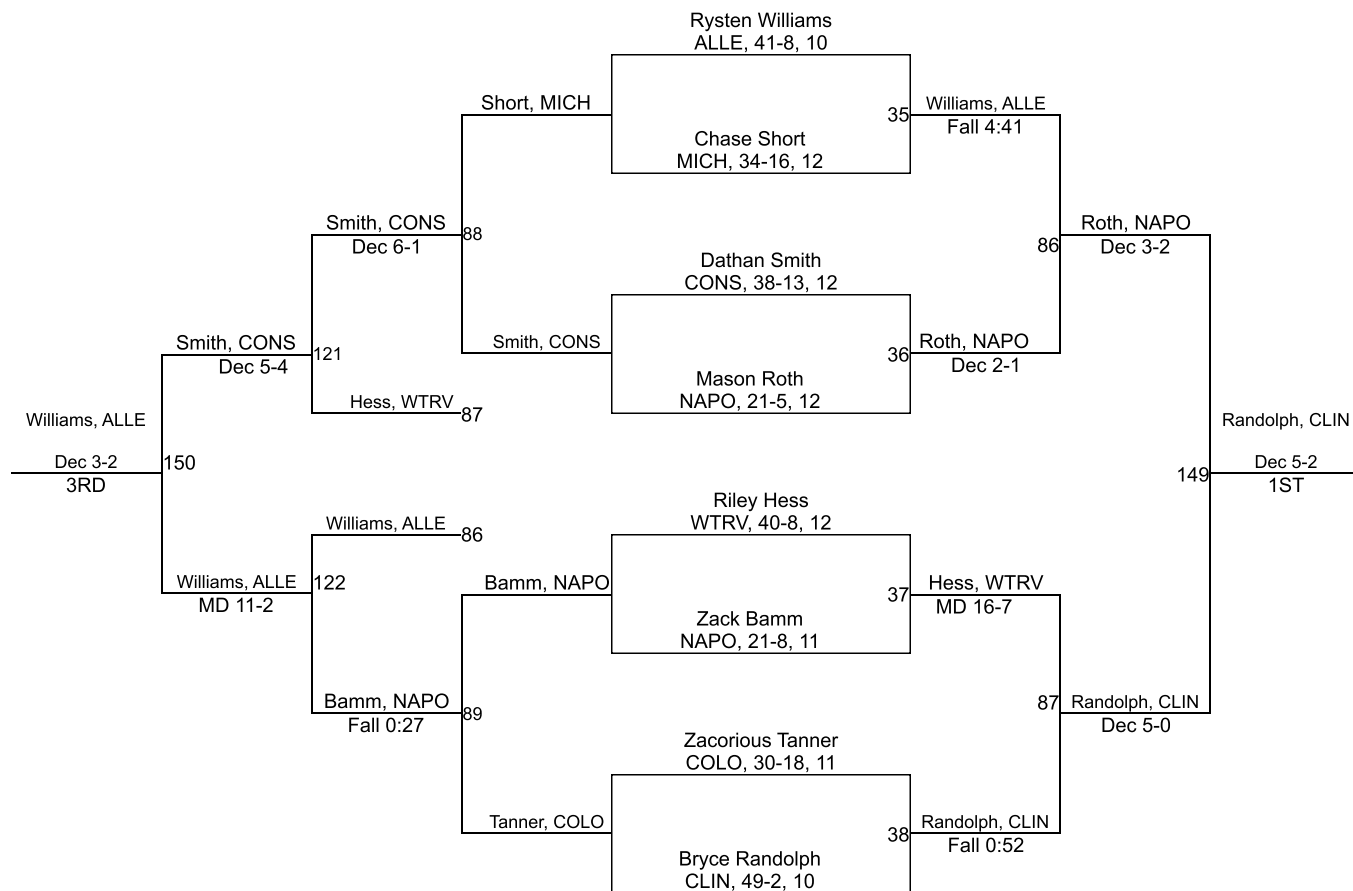 Rysten Williams
ALLE, 41-8, 10
Short, MICH
35
Williams, ALLE
Fall 4:41
Chase Short
MICH, 34-16, 12
Smith, CONS
88
Dec 6-1
86
Roth, NAPO
Dec 3-2
Dathan Smith
CONS, 38-13, 12
Smith, CONS
121
Dec 5-4
Smith, CONS
36
Roth, NAPO
Dec 2-1
Mason Roth
NAPO, 21-5, 12
Hess, WTRV
87
Williams, ALLE
Dec 3-2
3RD
150
149
Randolph, CLIN
Dec 5-2
1ST
Riley Hess
WTRV, 40-8, 12
Williams, ALLE
86
Williams, ALLE
122
MD 11-2
Bamm, NAPO
37
Hess, WTRV
MD 16-7
Zack Bamm
NAPO, 21-8, 11
Bamm, NAPO
89
Fall 0:27
87
Randolph, CLIN
Dec 5-0
Zacorious Tanner
COLO, 30-18, 11
Tanner, COLO
38
Randolph, CLIN
Fall 0:52
Bryce Randolph
CLIN, 49-2, 10